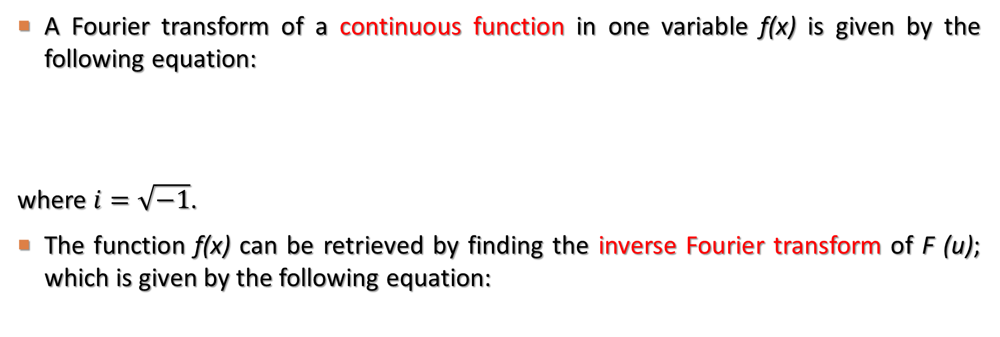 ▪ A Fourier transform of a continuous function in one variable f(x) is given by the
following equation:
where i = √−1.
▪ The function f(x) can be retrieved by finding the inverse Fourier transform of F (u);
which is given by the following equation: